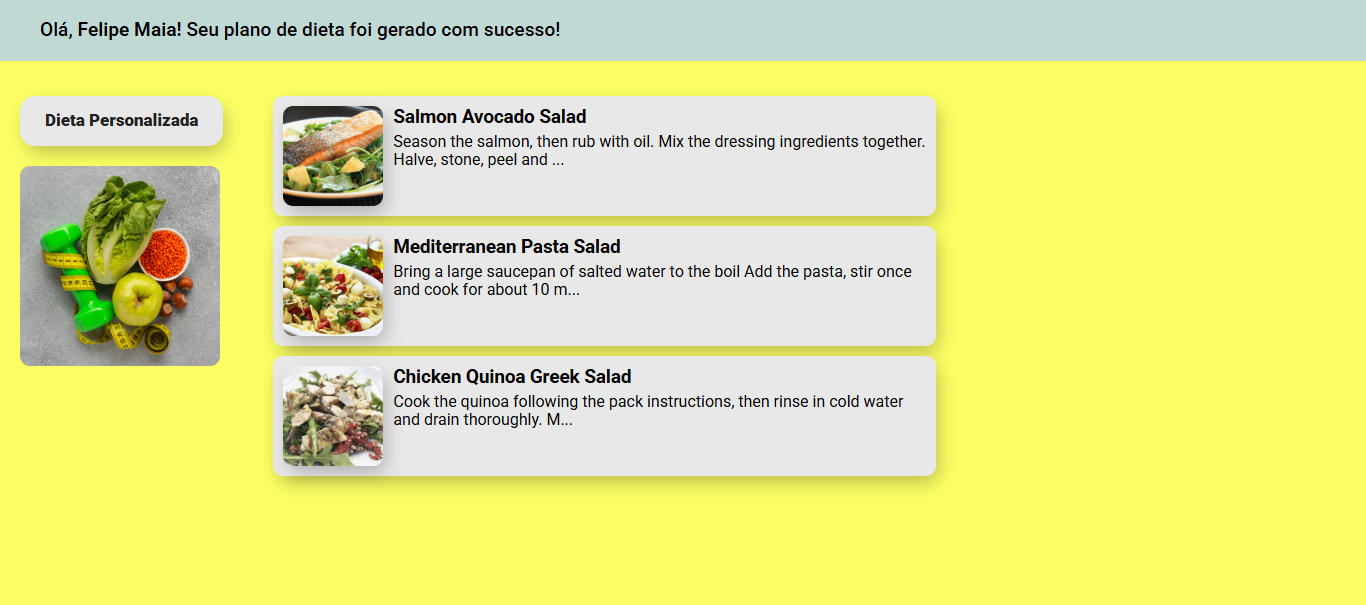 Olá, Felipe Maia! Seu plano de dieta foi gerado com sucesso!
Dieta Personalizada
Salmon Avocado Salad
Season the salmon, then rub with oil. Mix the dressing ingredients together.
Halve, stone, peel and ...
Mediterranean Pasta Salad
Bring a large saucepan of salted water to the boil Add the pasta, stir once
and cook for about 10 m...
Chicken Quinoa Greek Salad
Cook the quinoa following the pack instructions, then rinse in cold water
and drain thoroughly. M...